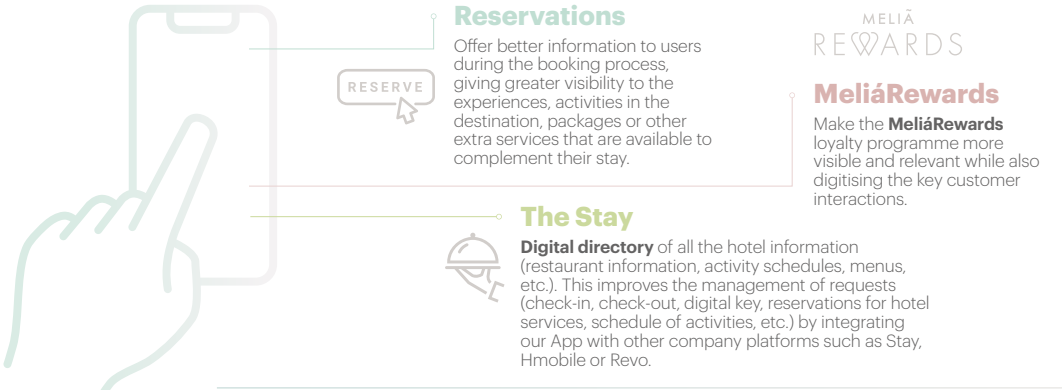 Reservations
Offer better information to users
during the booking process,
giving greater visibility to the
experiences, activities in the
destination, packages or other
extra services that are available to
complement their stay.
RESERVE
MELIÃ
REWARDS
MeliáRewards
Make the MeliáRewards
loyalty programme more
visible and relevant while also
digitising the key customer
interactions.
The Stay
Digital directory of all the hotel information
(restaurant information, activity schedules, menus,
etc.). This improves the management of requests
(check-in, check-out, digital key, reservations for hotel
services, schedule of activities, etc.) by integrating
our App with other company platforms such as Stay,
Hmobile or Revo.